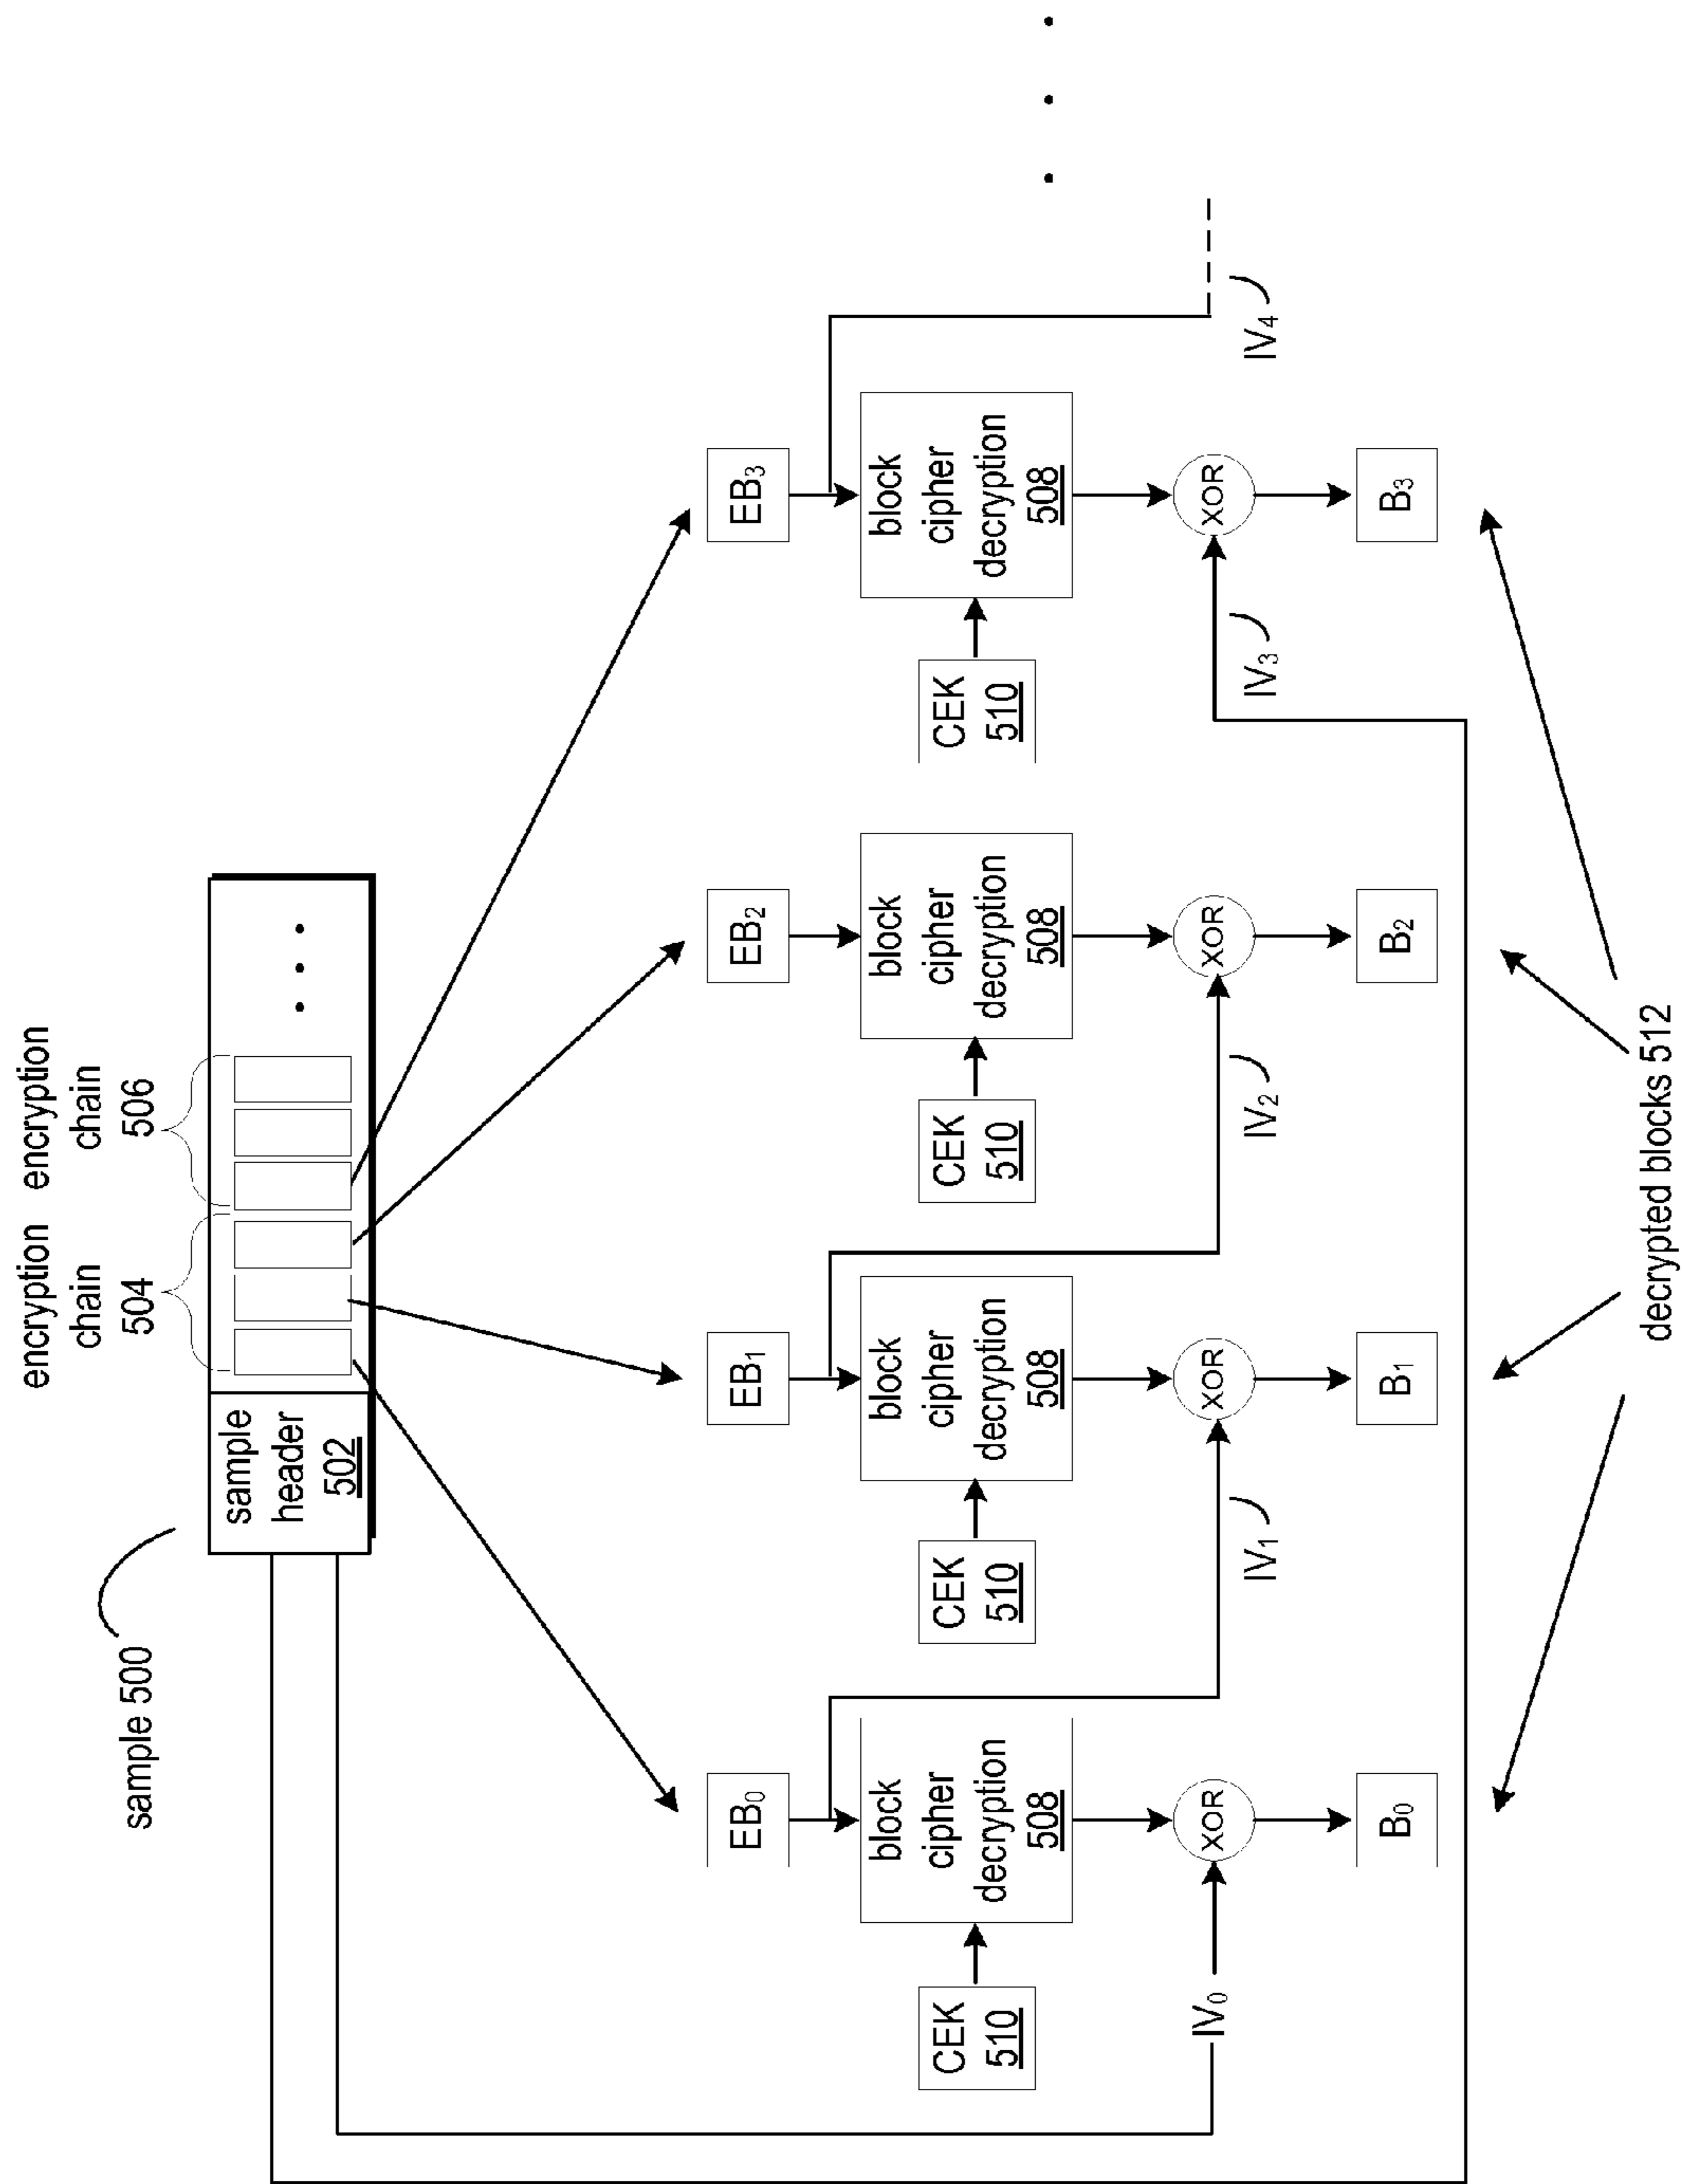 sample 500
encryption
chain
504
encryption
chain
506
sample
header
502
EB0
EB1
EB2
EB3
CEK
510
block
cipher
decryption
508
CEK
510
block
cipher
decryption
508
CEK
510
block
cipher
decryption
508
CEK
510
block
cipher
decryption
508
IV0
XOR
IV1
XOR
IV2
XOR
IV3
XOR
IV4
B0
B1
B2
B3
decrypted blocks 512